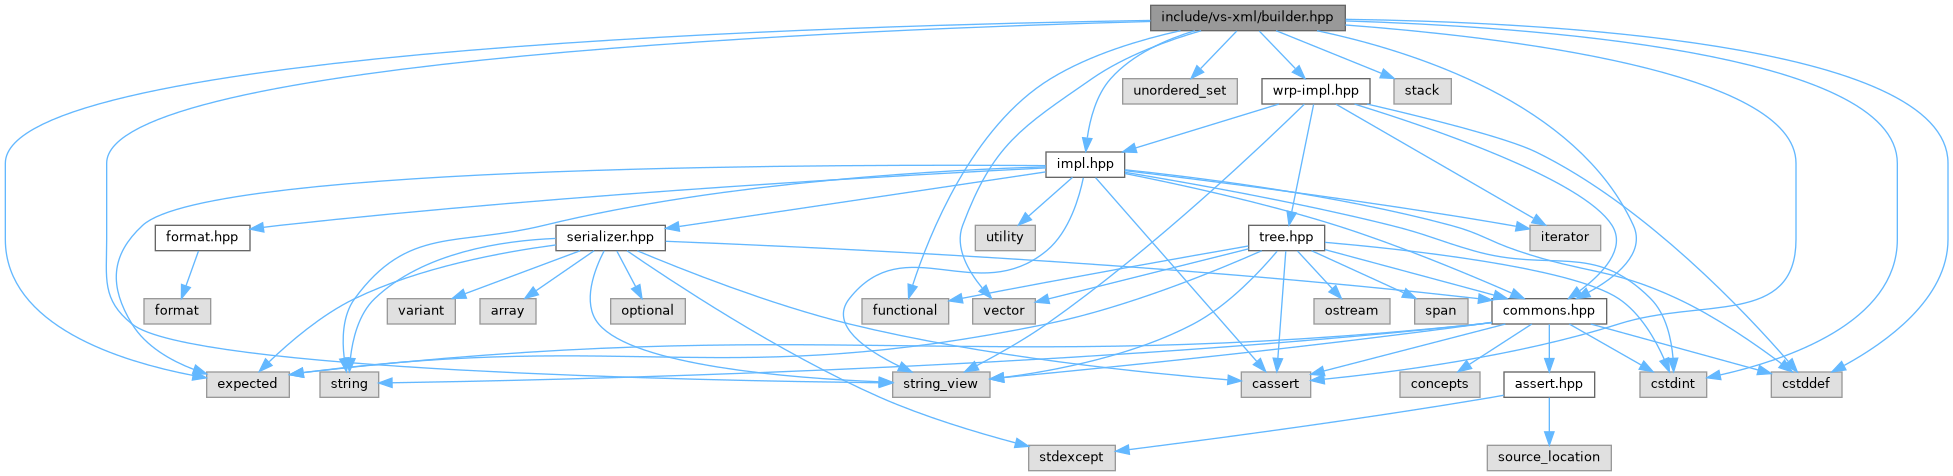 include/vs-xml/builder.hpp
unordered_set
wrp-impl.hpp
stack
impl.hpp
format.hpp
serializer.hpp
utility
tree.hpp
iterator
format
variant
array
optional
functional
vector
ostream
span
commons.hpp
expected
string
string_view
cassert
concepts
assert.hpp
cstdint
cstddef
stdexcept
source_location